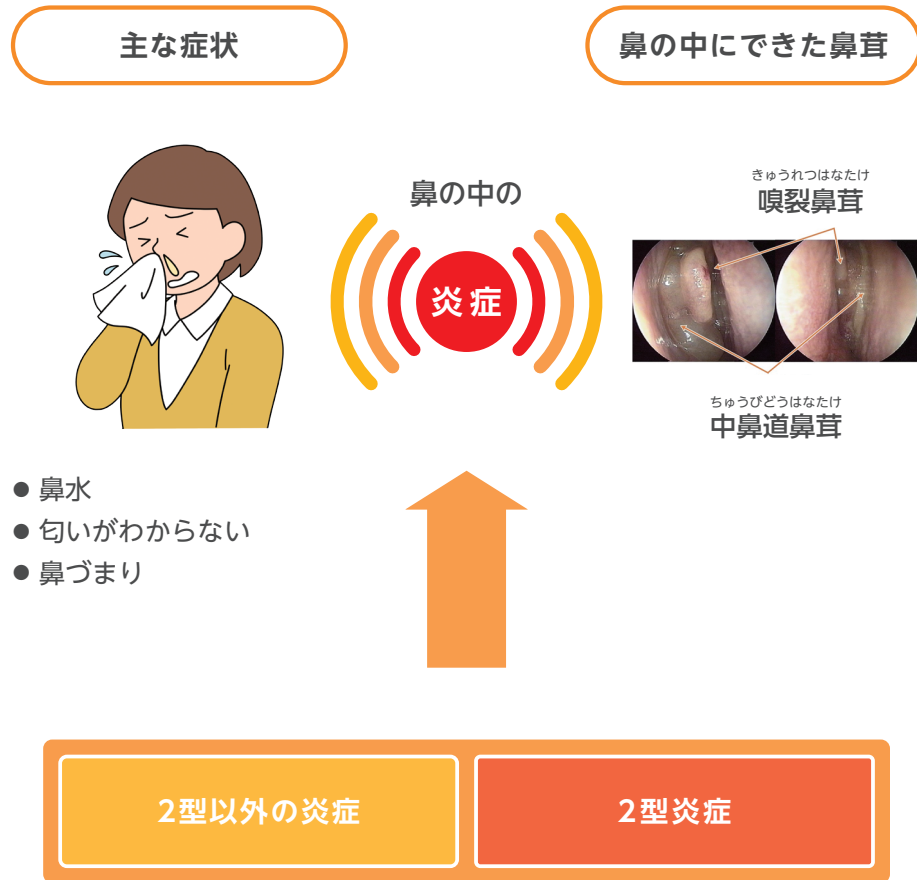 主な症状
鼻の中にできた鼻茸
鼻の中の
炎症
きゅうれつはなたけ
嗅裂鼻茸
ちゅうびどうはなたけ
中鼻道鼻茸
● 鼻水
● 匂いがわからない
● 鼻づまり
2型以外の炎症
2型炎症